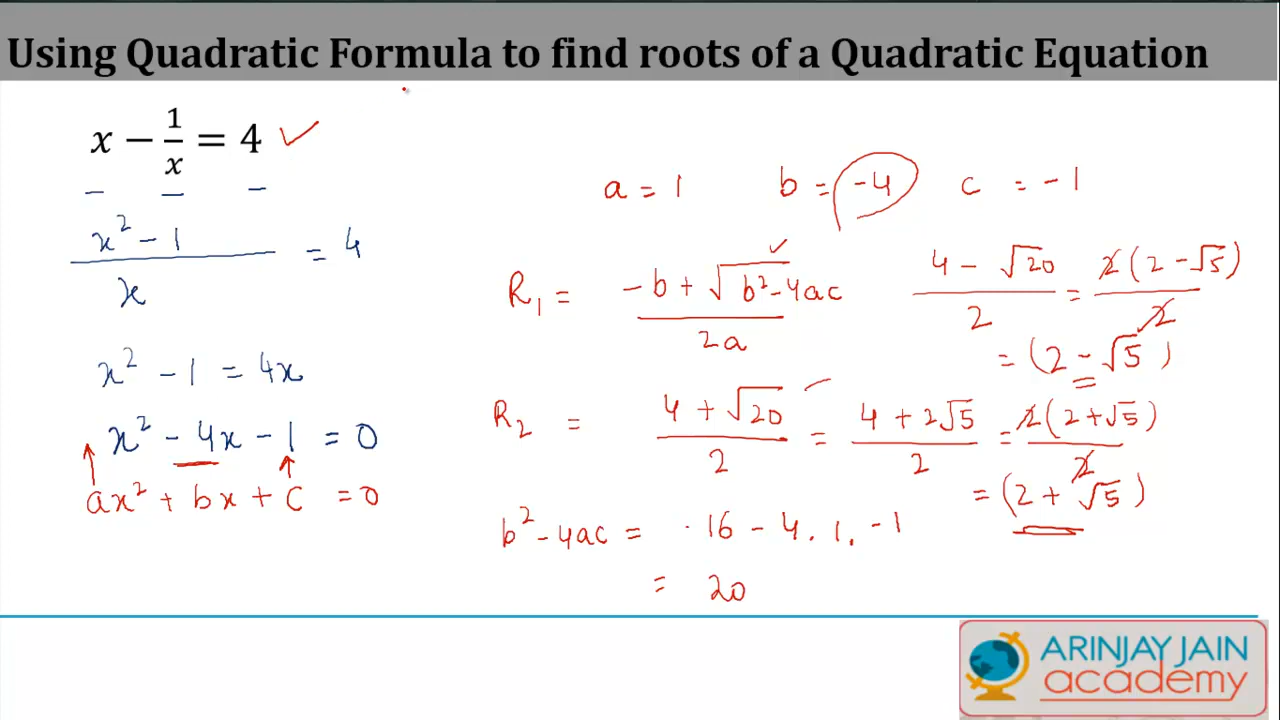 Using Quadratic Formula to find roots of a Quadratic Equation
x − 1/x = 4 ✓
x² − 1 / x = 4
x² − 1 = 4x
x² − 4x − 1 = 0
ax² + bx + c = 0
a = 1 b = −4 c = −1
R₁ = −b + √b²−4ac / 2a
4 − √20 / 2 = 2(2 − √5) / 2
= (2 − √5)
R₂ = 4 + √20 / 2 = 4 + 2√5 / 2 = 2(2 + √5) / 2
= (2 + √5)
b² − 4ac = 16 − 4 . 1 . −1
= 20
ARINJAY JAIN
academy